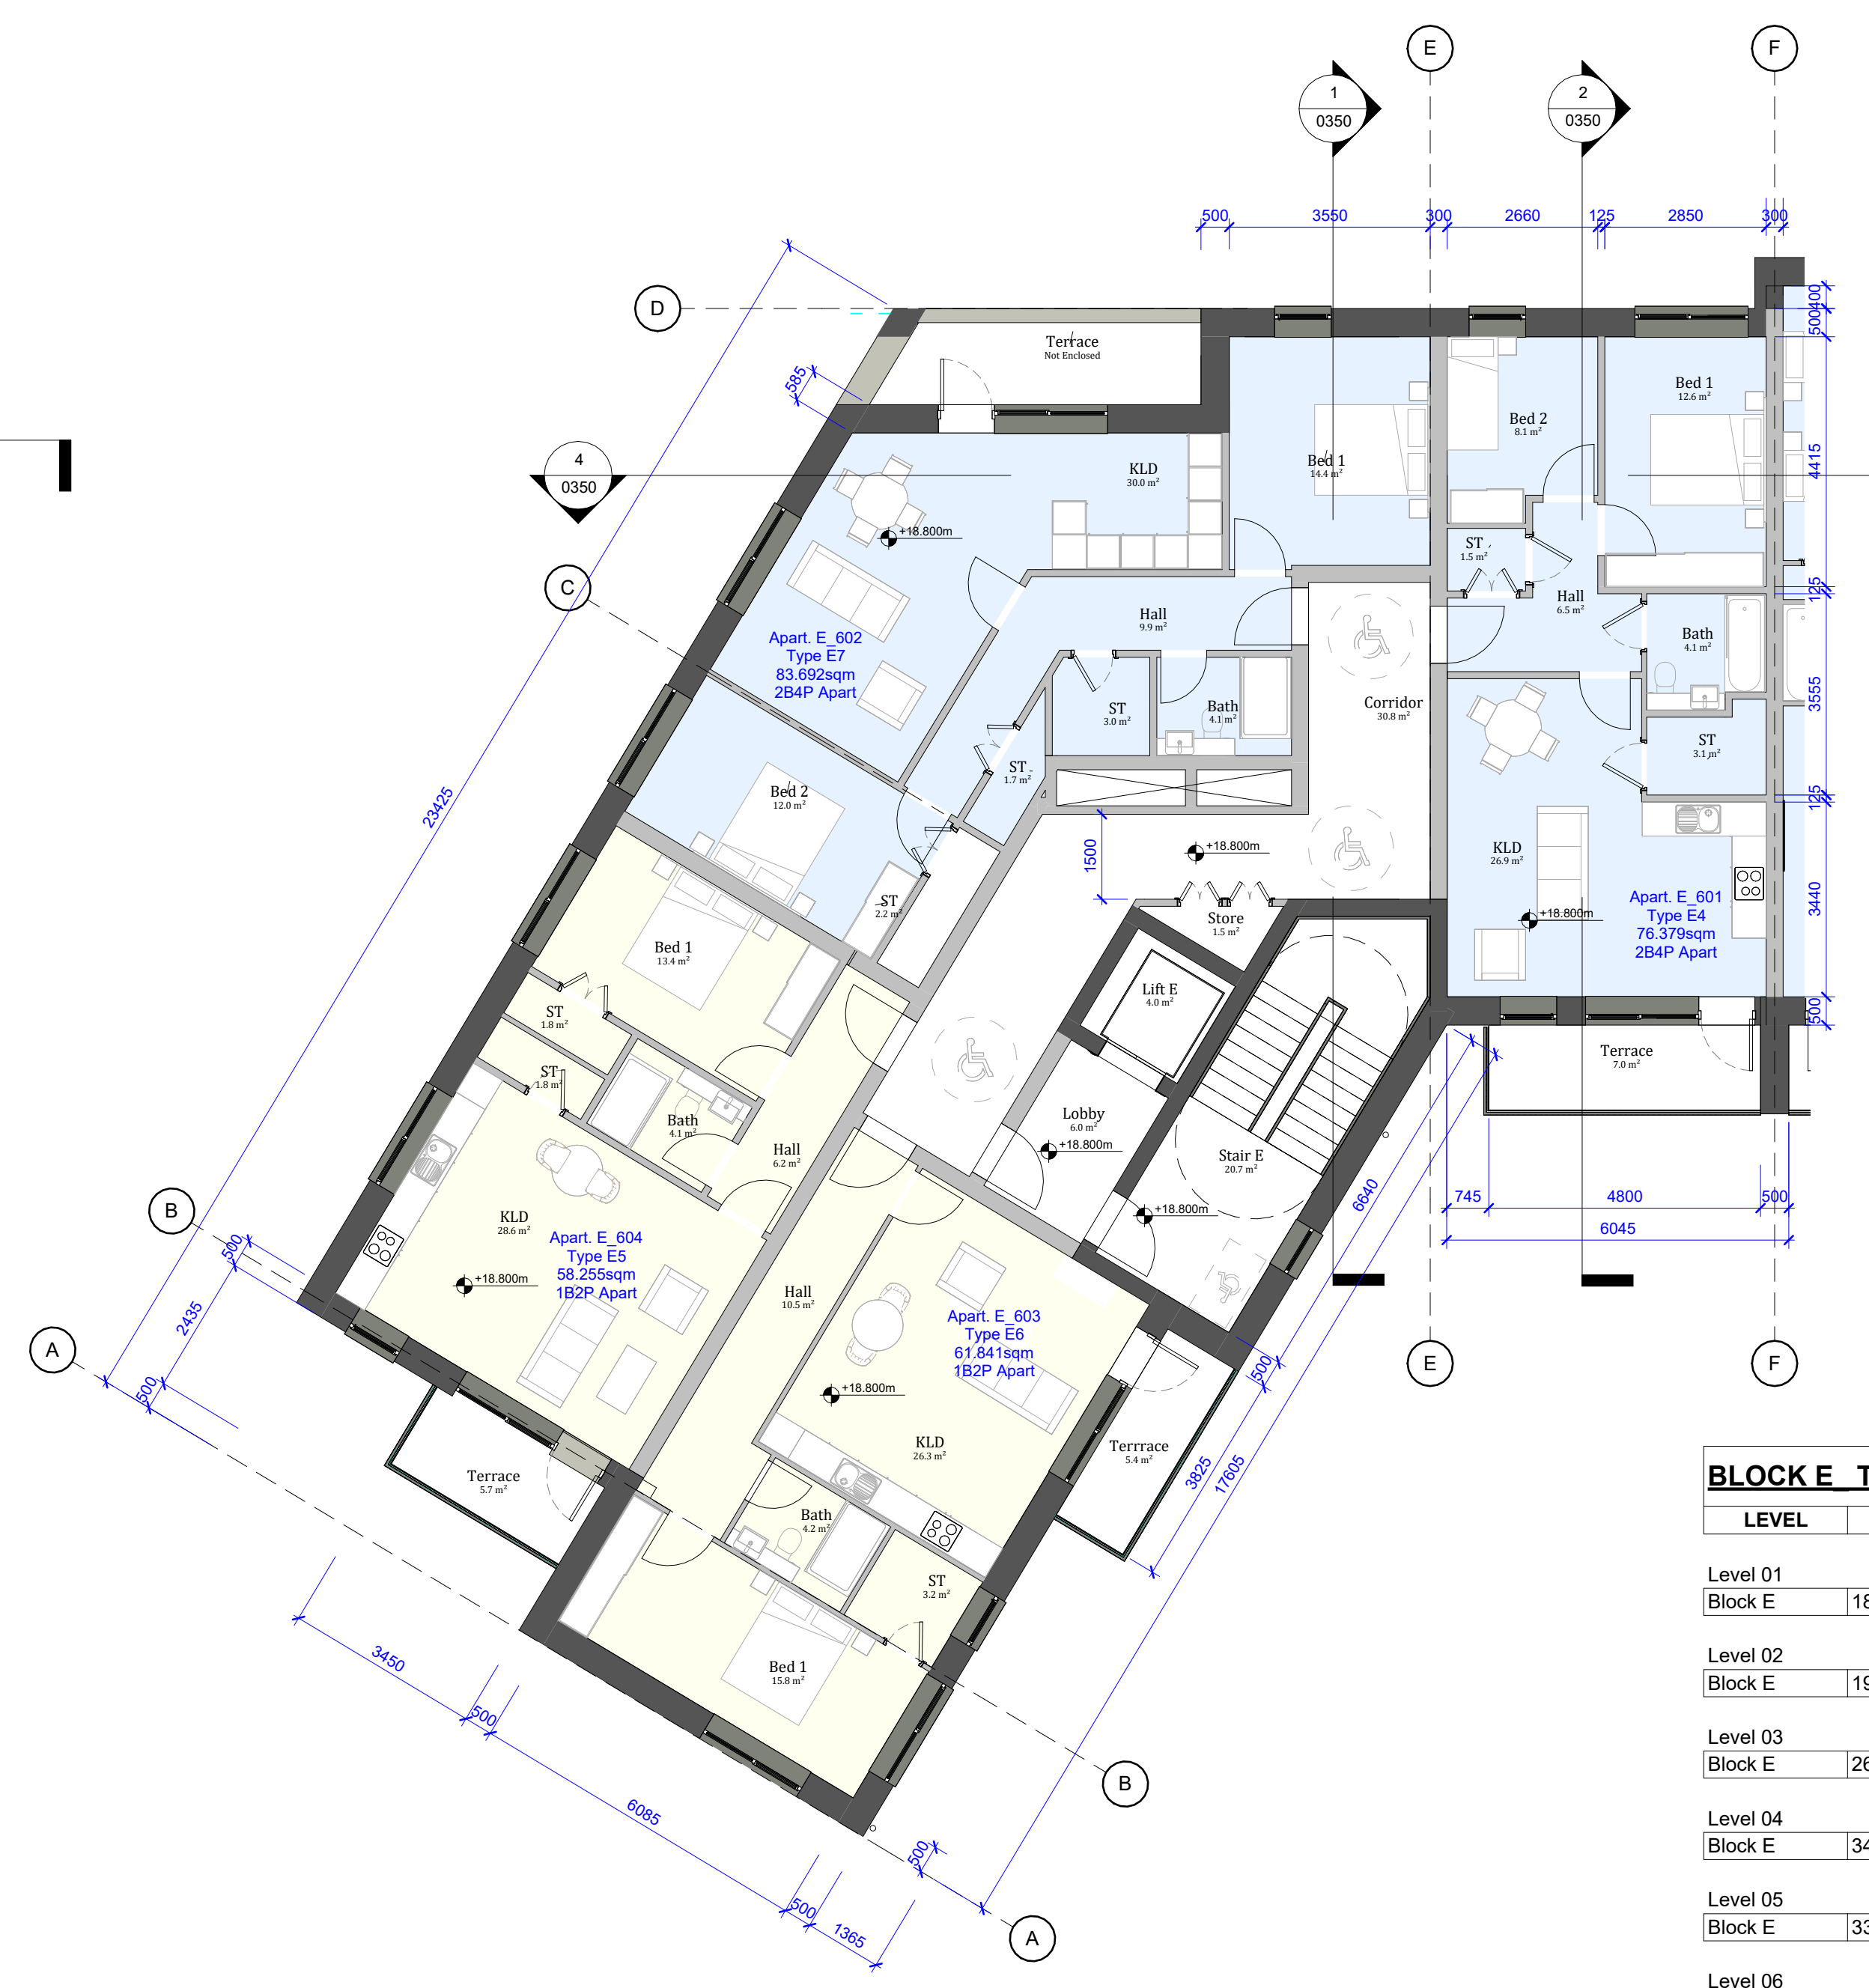 E
F
1
0350
2
0350
500
3550
300
2660
125
2850
300
D
Terrace
Not Enclosed
585
400
500
4
0350
KLD
30.0 m²
+18.800m
Bed 1
14.4 m²
Bed 2
8.1 m²
Bed 1
12.6 m²
4415
C
ST
1.5 m²
Hall
6.5 m²
125
Hall
9.9 m²
Apart. E_602
Type E7
83.692sqm
2B4P Apart
Bath
4.1 m²
3555
Corridor
30.8 m²
ST
3.0 m²
Bath
4.1 m²
ST
3.1 m²
ST
1.7 m²
23425
Bed 2
12.0 m²
125
1500
+18.800m
KLD
26.9 m²
3440
Apart. E_601
Type E4
76.379sqm
2B4P Apart
+18.800m
ST
2.2 m²
Store
1.5 m²
Bed 1
13.4 m²
Lift E
4.0 m²
500
ST
1.8 m²
Terrace
7.0 m²
ST
1.8 m²
Bath
4.1 m²
Lobby
6.0 m²
+18.800m
Hall
6.2 m²
Stair E
20.7 m²
+18.800m
6640
745
4800
500
6045
B
KLD
28.6 m²
Apart. E_604
Type E5
58.255sqm
1B2P Apart
+18.800m
500
2435
Hall
10.5 m²
Apart. E_603
Type E6
61.841sqm
1B2P Apart
+18.800m
A
500
500
E
F
KLD
26.3 m²
Terrrace
5.4 m²
3825
17605
Terrace
5.7 m²
Bath
4.2 m²
ST
3.2 m²
Bed 1
15.8 m²
3450
500
6085
500
1365
500
B
A
BLOCK E_ T
LEVEL
Level 01
Block E 18
Level 02
Block E 19
Level 03
Block E 26
Level 04
Block E 34
Level 05
Block E 33
Level 06